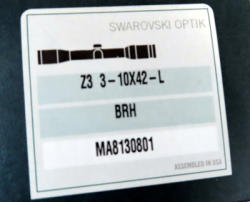 SWAROVSKI OPTIK
Z3 3-10X42-L
BRH
MA8130801
ASSEMBLED IN USA